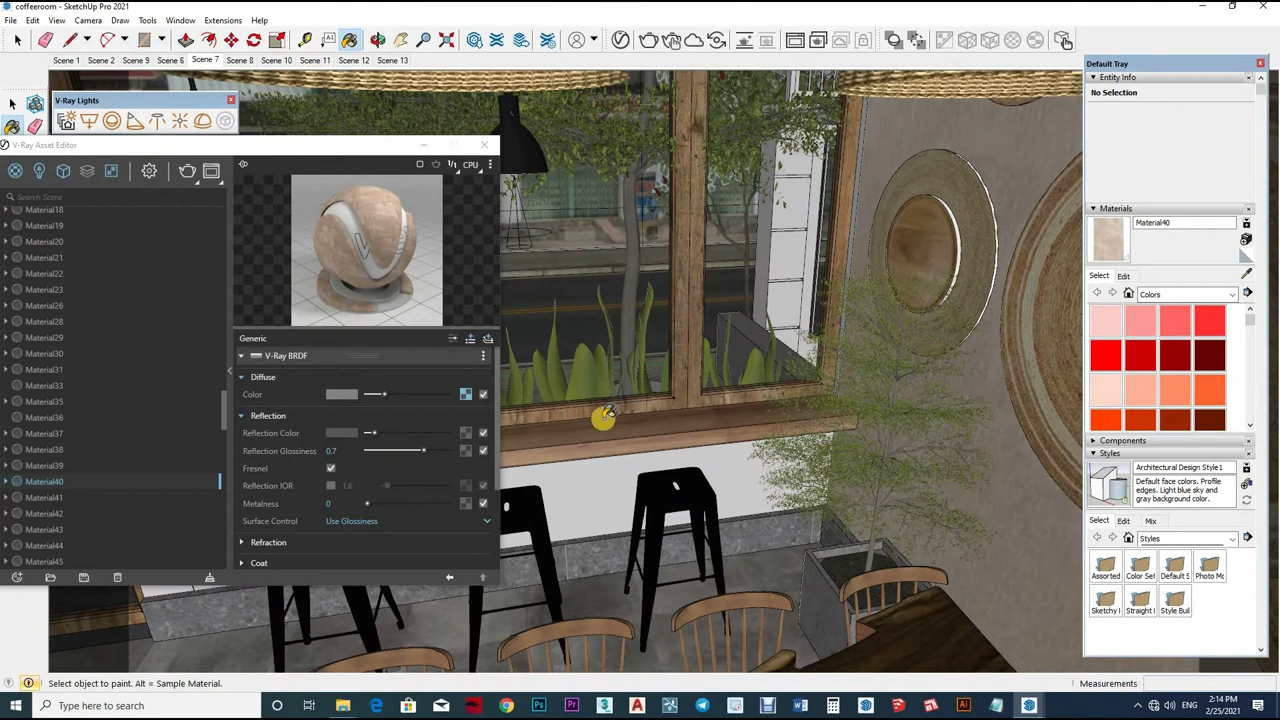 coffeeroom - SketchUp Pro 2021
File Edit View Camera Draw Tools Window Extensions Help
Scene 1 Scene 2 Scene 9 Scene 6 Scene 7 Scene 8 Scene 10 Scene 11 Scene 12 Scene 13
V-Ray Lights
V-Ray Asset Editor
1/1 CPU
Search Scene
Material18
Material19
Material20
Material21
Material22
Material23
Material26
Material28
Material29
Material30
Material31
Material33
Material35
Material36
Material37
Material38
Material39
Material40
Material41
Material42
Material43
Material44
Material45
Generic
V-Ray BRDF
Diffuse
Color
Reflection
Reflection Color
Reflection Glossiness 0.7
Fresnel
Reflection IOR 1.6
Metalness 0
Surface Control Use Glossiness
Refraction
Coat
Default Tray
Entity Info
No Selection
Materials
Material40
Select Edit
Colors
Components
Styles
Architectural Design Style1
Default face colors. Profile
edges. Light blue sky and
gray background color.
Select Edit Mix
Styles
Assorted Color Set Default S Photo Mo
Sketchy I Straight I Style Buil
Select object to paint. Alt = Sample Material.
Measurements
Type here to search
ENG
2:14 PM
2/25/2021